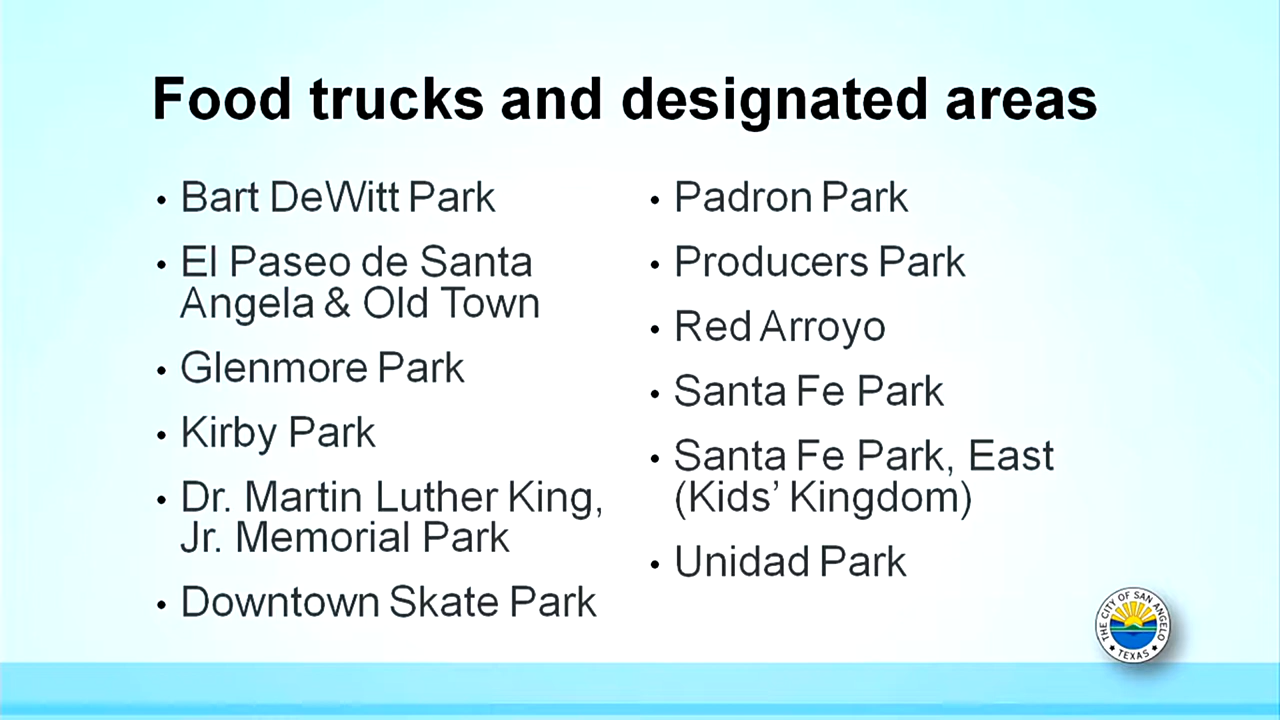 Food trucks and designated areas
• Bart DeWitt Park
• El Paseo de Santa
Angela & Old Town
• Glenmore Park
• Kirby Park
• Dr. Martin Luther King,
Jr. Memorial Park
• Downtown Skate Park
• Padron Park
• Producers Park
• Red Arroyo
• Santa Fe Park
• Santa Fe Park, East
(Kids’ Kingdom)
• Unidad Park
THE CITY OF SAN ANGELO
TEXAS